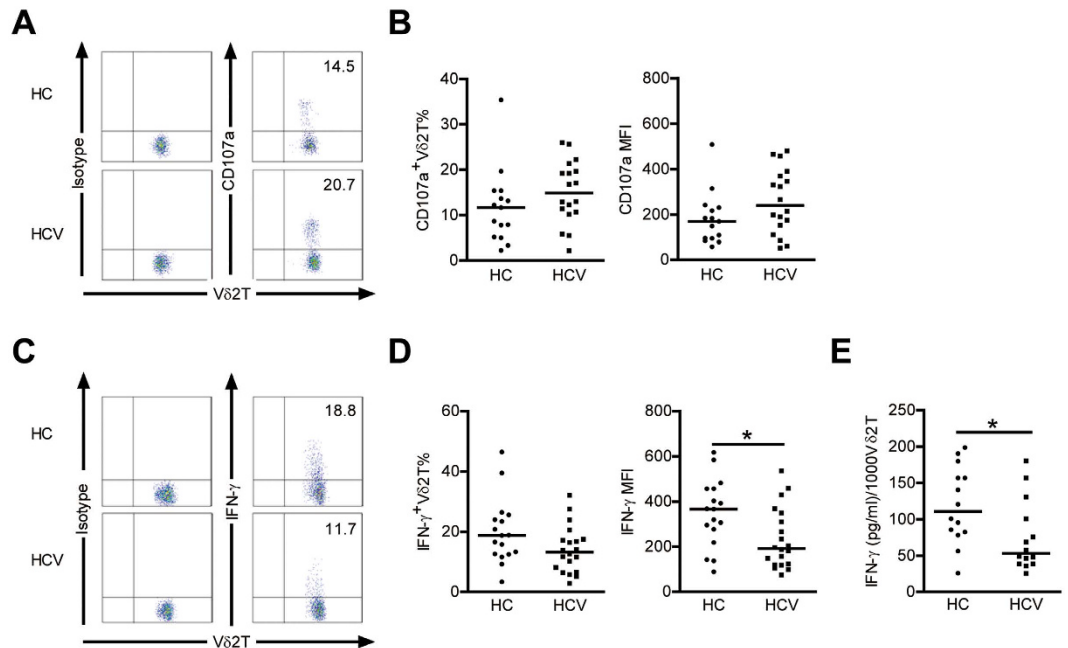 A
HC
HCV
Isotype
CD107a
14.5
20.7
Vδ2T
B
CD107a⁺Vδ2T%
40
30
20
10
0
HC HCV
CD107a MFI
800
600
400
200
0
HC HCV
C
HC
HCV
Isotype
IFN-γ
18.8
11.7
Vδ2T
D
IFN-γ⁺Vδ2T%
60
40
20
0
HC HCV
IFN-γ MFI
800
600
400
200
0
*
HC HCV
E
IFN-γ (pg/ml)/1000Vδ2T
250
200
150
100
50
0
*
HC HCV